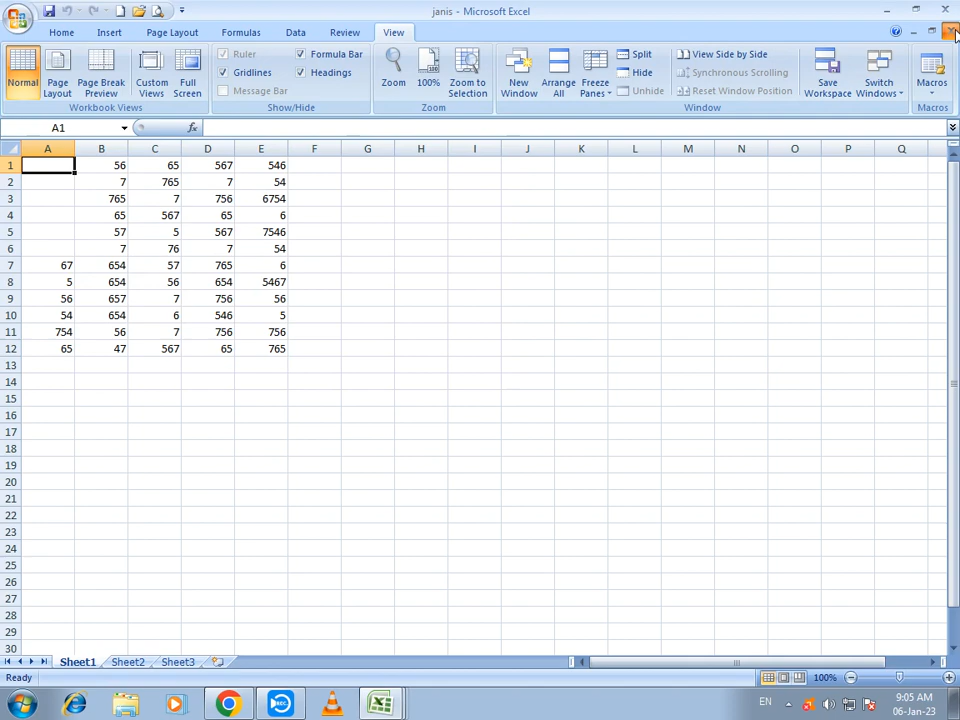 janis - Microsoft Excel
Home Insert Page Layout Formulas Data Review View
Normal Page Layout Page Break Preview Custom Views Full Screen
Workbook Views
Ruler Formula Bar
Gridlines Headings
Message Bar
Show/Hide
Zoom 100% Zoom to Selection
Zoom
New Window Arrange All Freeze Panes
Split View Side by Side
Hide Synchronous Scrolling
Unhide Reset Window Position
Save Workspace Switch Windows
Window
Macros
Macros
A1 fx
A B C D E F G H I J K L M N O P Q
1 56 65 567 546
2 7 765 7 54
3 765 7 756 6754
4 65 567 65 6
5 57 5 567 7546
6 7 76 7 54
7 67 654 57 765 6
8 5 654 56 654 5467
9 56 657 7 756 56
10 54 654 6 546 5
11 754 56 7 756 756
12 65 47 567 65 765
13
14
15
16
17
18
19
20
21
22
23
24
25
26
27
28
29
30
Sheet1 Sheet2 Sheet3
Ready 100%
REC
EN 9:05 AM
06-Jan-23